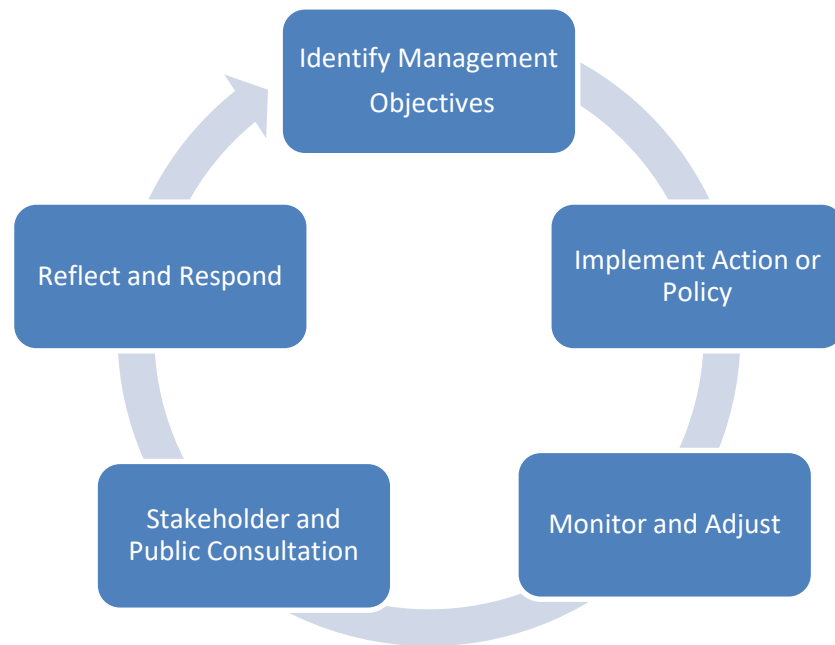 Identify Management
Objectives
Implement Action or
Policy
Monitor and Adjust
Stakeholder and
Public Consultation
Reflect and Respond